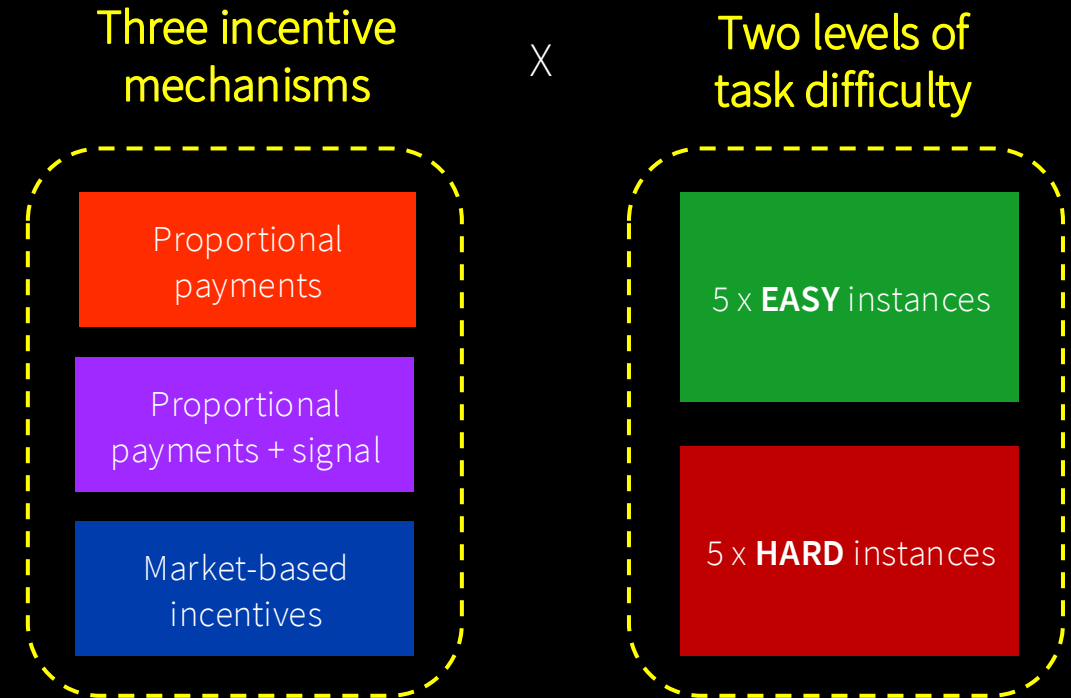 Three incentive
mechanisms
X
Two levels of
task difficulty
Proportional
payments
Proportional
payments + signal
Market-based
incentives
5 x EASY instances
5 x HARD instances